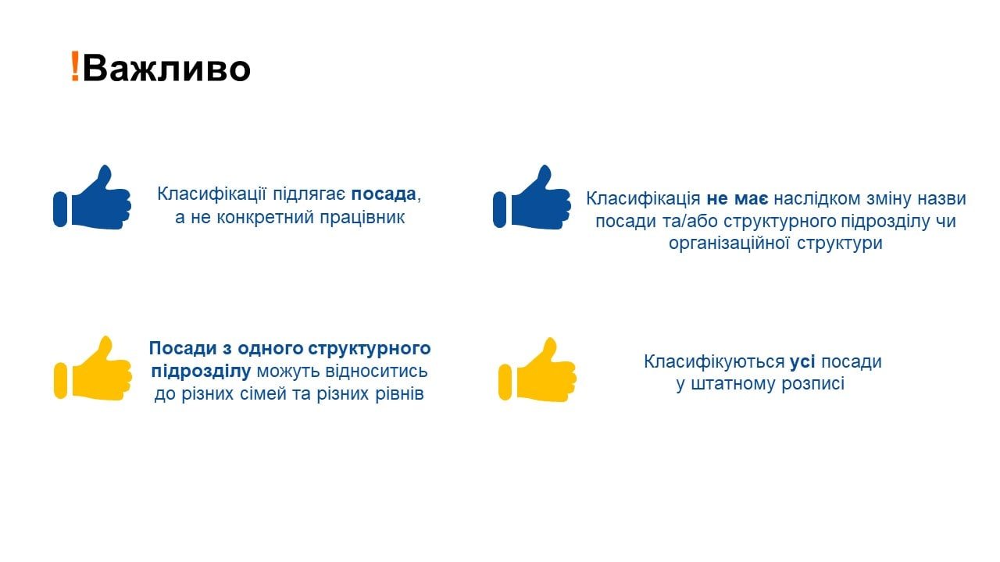 !Важливо
Класифікації підлягає посада,
а не конкретний працівник
Класифікація не має наслідком зміну назви
посади та/або структурного підрозділу чи
організаційної структури
Посади з одного структурного
підрозділу можуть відноситись
до різних сімей та різних рівнів
Класифікуються усі посади
у штатному розписі